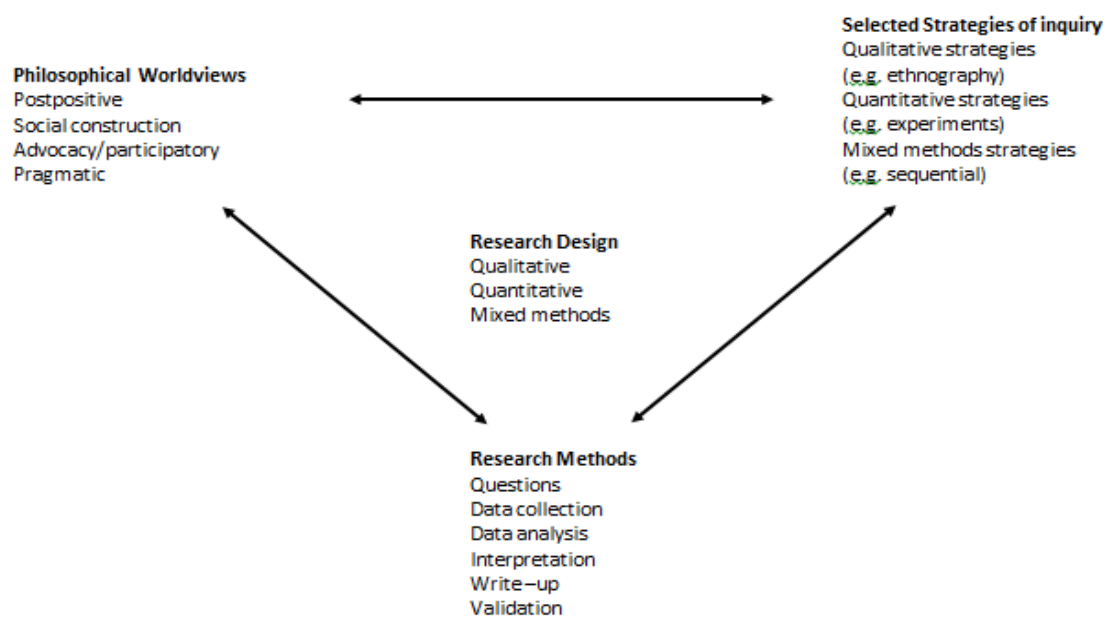 Philosophical Worldviews
Postpositive
Social construction
Advocacy/participatory
Pragmatic
Selected Strategies of inquiry
Qualitative strategies
(e.g. ethnography)
Quantitative strategies
(e.g. experiments)
Mixed methods strategies
(e.g. sequential)
Research Design
Qualitative
Quantitative
Mixed methods
Research Methods
Questions
Data collection
Data analysis
Interpretation
Write–up
Validation